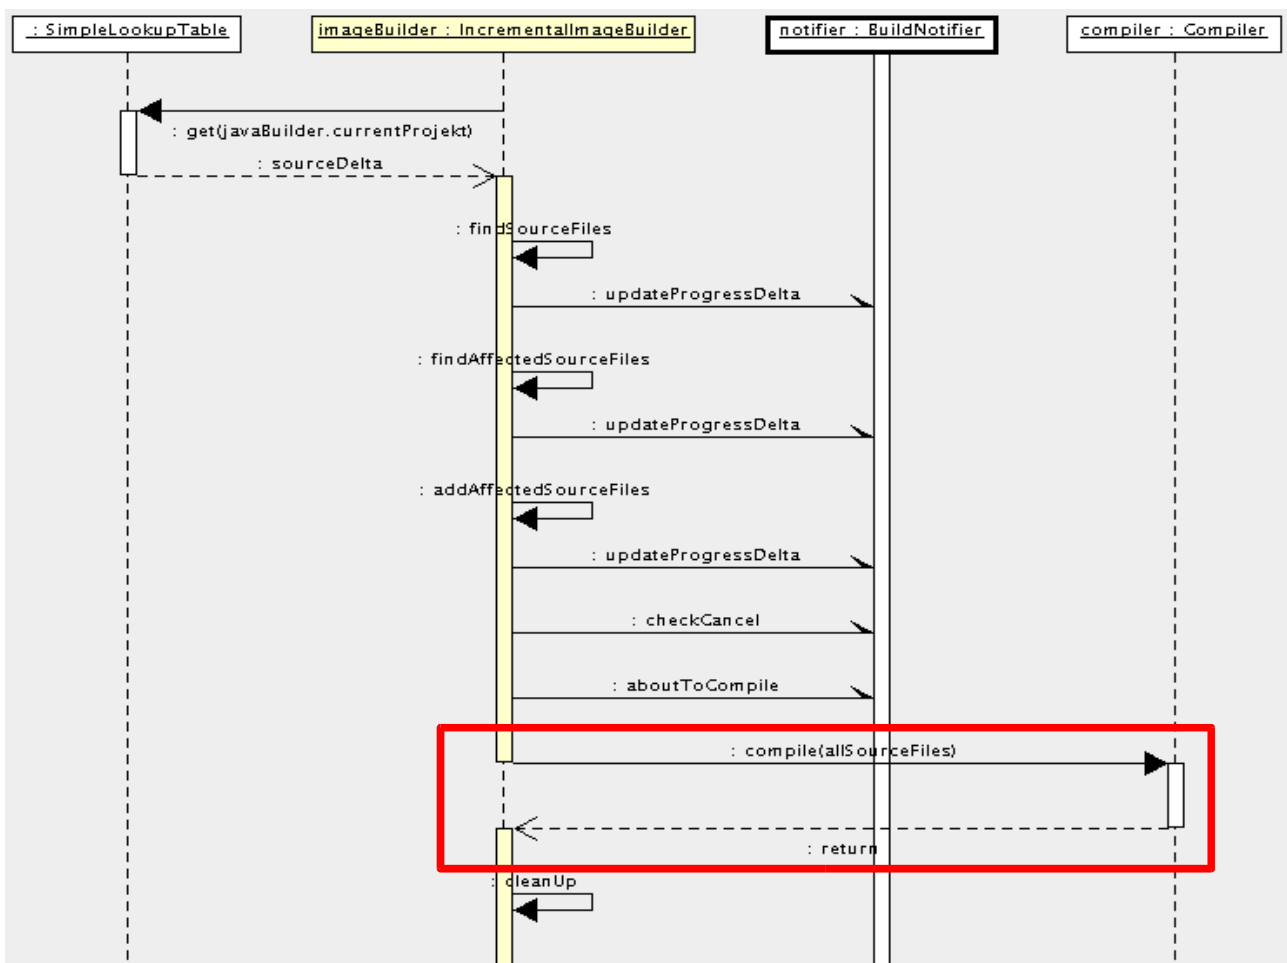 : SimpleLookupTable
imageBuilder : IncrementalImageBuilder
notifier : BuildNotifier
compiler : Compiler
: get(javaBuilder.currentProjekt)
: sourceDelta
: findSourceFiles
: updateProgressDelta
: findAffectedSourceFiles
: updateProgressDelta
: addAffectedSourceFiles
: updateProgressDelta
: checkCancel
: aboutToCompile
: compile(allSourceFiles)
: return
: cleanUp